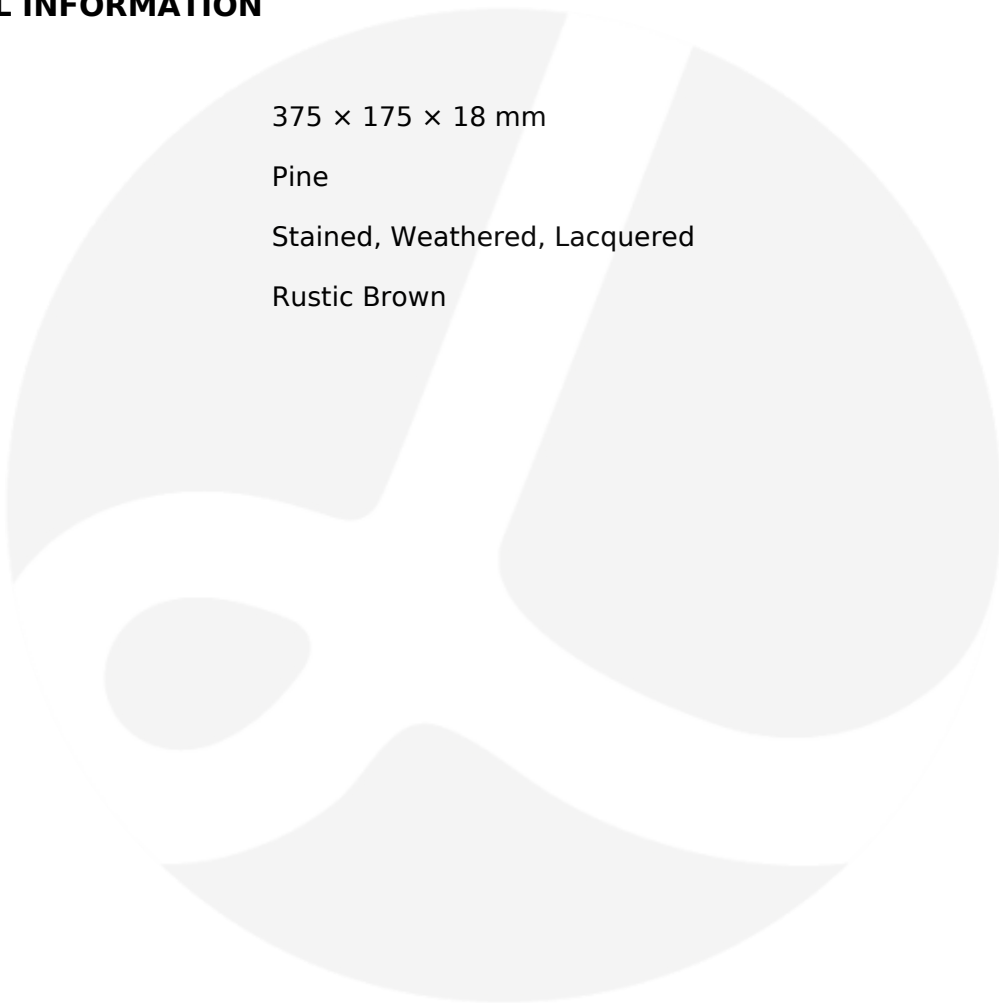 L INFORMATION
375 × 175 × 18 mm
Pine
Stained, Weathered, Lacquered
Rustic Brown